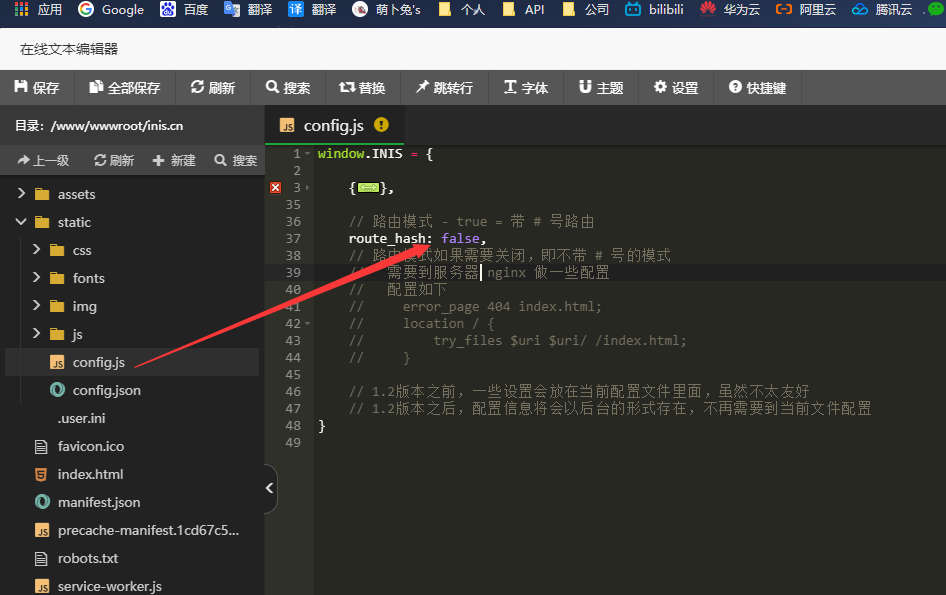 应用 Google 百度 翻译 翻译 萌卜兔's 个人 API 公司 bilibili 华为云 阿里云 腾讯云
在线文本编辑器
保存 全部保存 刷新 搜索 替换 跳转行 字体 主题 设置 快捷键
目录：/www/wwwroot/inis.cn
config.js
上一级 刷新 新建 搜索
assets
static
css
fonts
img
js
config.js
config.json
.user.ini
favicon.ico
index.html
manifest.json
precache-manifest.1cd67c5...
robots.txt
service-worker.js
1 window.INIS = {
2
3 {},
35
36 // 路由模式 - true = 带 # 号路由
37 route_hash: false,
38 // 路由模式如果需要关闭，即不带 # 号的模式
39 // 需要到服务器 nginx 做一些配置
40 // 配置如下
41 // error_page 404 index.html;
42 // location / {
43 // try_files $uri $uri/ /index.html;
44 // }
45
46 // 1.2版本之前，一些设置会放在当前配置文件里面，虽然不太友好
47 // 1.2版本之后，配置信息将会以后台的形式存在，不再需要到当前文件配置
48 }
49